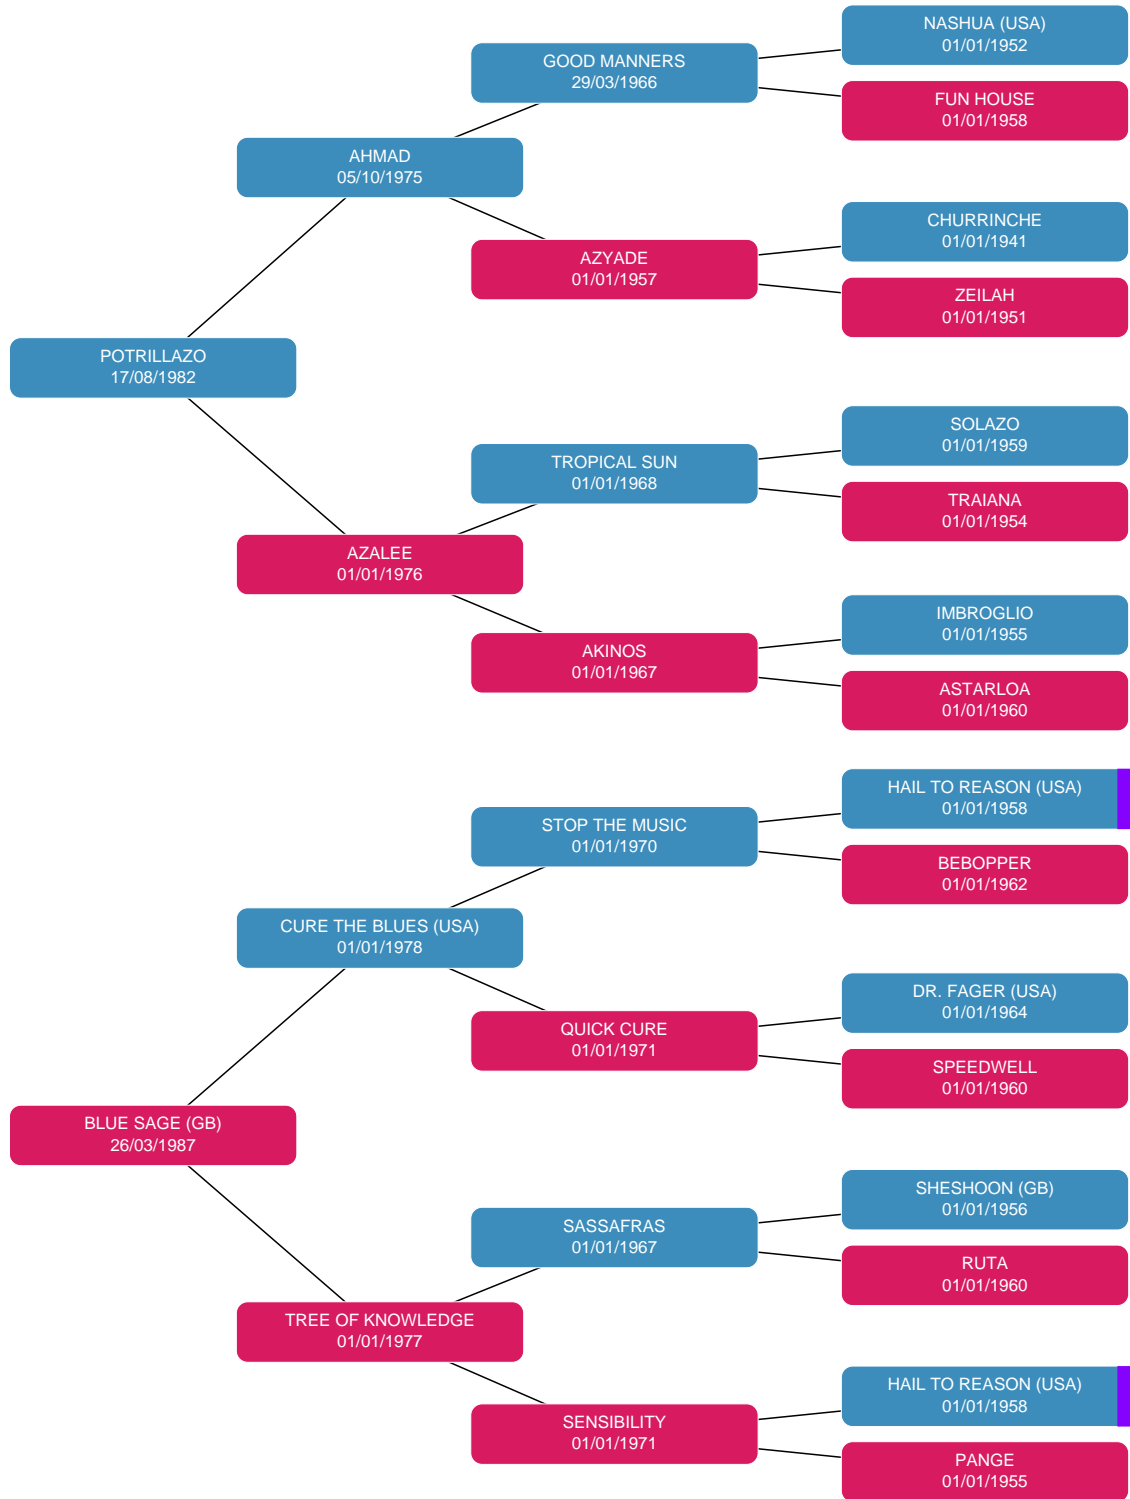 NASHUA (USA)
01/01/1952
GOOD MANNERS
29/03/1966
FUN HOUSE
01/01/1958
AHMAD
05/10/1975
CHURRINCHE
01/01/1941
AZYADE
01/01/1957
ZEILAH
01/01/1951
POTRILLAZO
17/08/1982
SOLAZO
01/01/1959
TROPICAL SUN
01/01/1968
TRAIANA
01/01/1954
AZALEE
01/01/1976
IMBROGLIO
01/01/1955
AKINOS
01/01/1967
ASTARLOA
01/01/1960
HAIL TO REASON (USA)
01/01/1958
STOP THE MUSIC
01/01/1970
BEBOPPER
01/01/1962
CURE THE BLUES (USA)
01/01/1978
DR. FAGER (USA)
01/01/1964
QUICK CURE
01/01/1971
SPEEDWELL
01/01/1960
BLUE SAGE (GB)
26/03/1987
SHESHOON (GB)
01/01/1956
SASSAFRAS
01/01/1967
RUTA
01/01/1960
TREE OF KNOWLEDGE
01/01/1977
HAIL TO REASON (USA)
01/01/1958
SENSIBILITY
01/01/1971
PANGE
01/01/1955